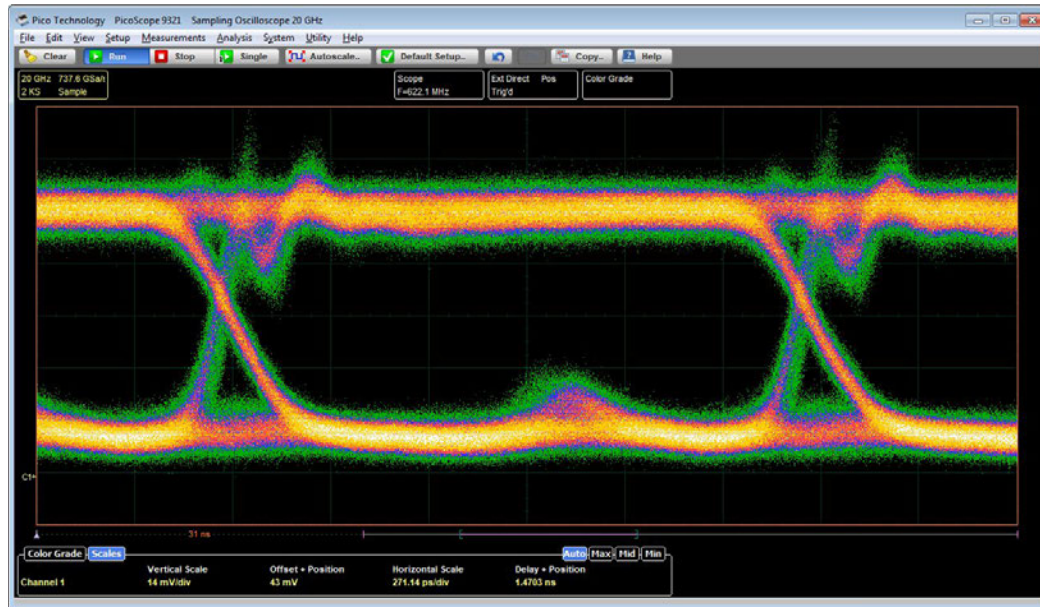 Pico Technology PicoScope 9321 Sampling Oscilloscope 20 GHz
File Edit View Setup Measurements Analysis System Utility Help
Clear Run Stop Single Autoscale.. Default Setup.. Copy.. Help
20 GHz 737.6 GSa/s Scope Ext Direct Pos Color Grade
2 KS Sample F=622.1 MHz Trig'd
C1
31 ns
Color Grade Scales Auto Max Mid Min
Vertical Scale Offset + Position Horizontal Scale Delay + Position
Channel 1 14 mV/div 43 mV 271.14 ps/div 1.4703 ns